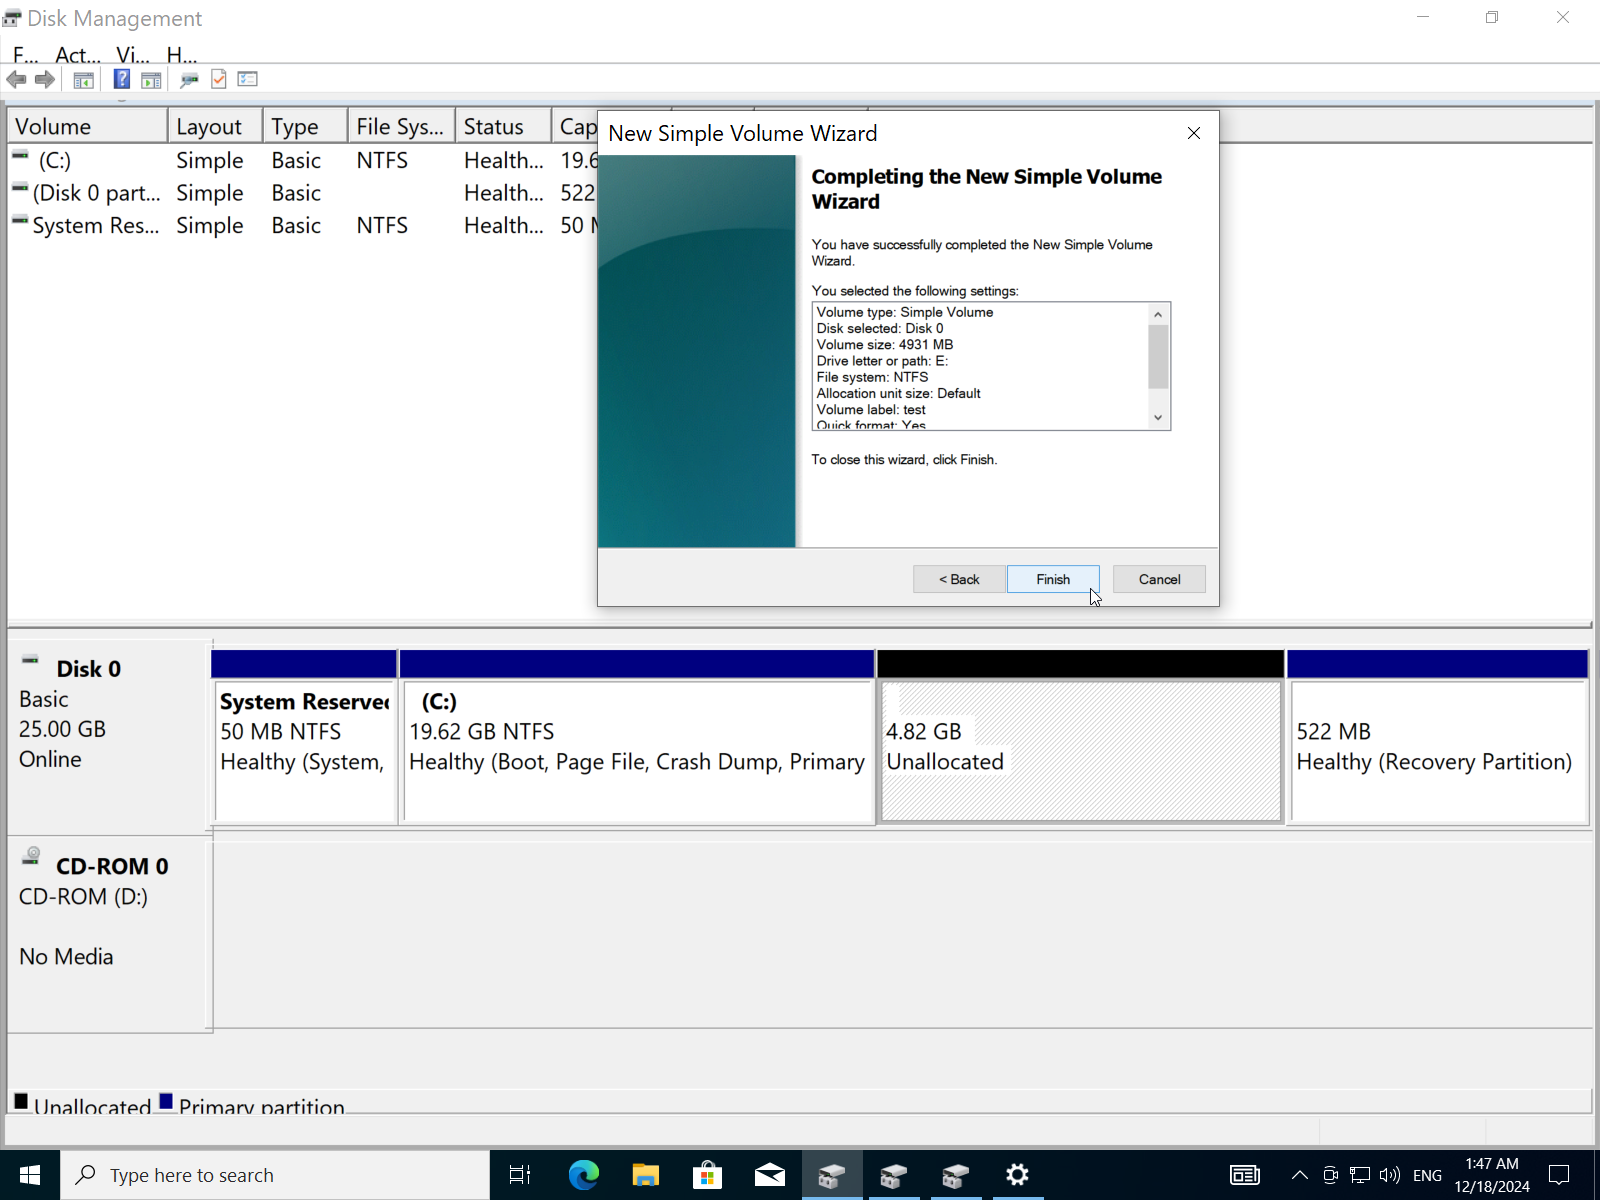 Disk Management
F... Act... Vi... H...
Volume Layout Type File Sys... Status Cap
(C:) Simple Basic NTFS Health... 19.6
(Disk 0 part... Simple Basic Health... 522
System Res... Simple Basic NTFS Health... 50 M
New Simple Volume Wizard
Completing the New Simple Volume
Wizard
You have successfully completed the New Simple Volume
Wizard.
You selected the following settings:
Volume type: Simple Volume
Disk selected: Disk 0
Volume size: 4931 MB
Drive letter or path: E:
File system: NTFS
Allocation unit size: Default
Volume label: test
Quick format: Yes
To close this wizard, click Finish.
< Back Finish Cancel
Disk 0
Basic
25.00 GB
Online
System Reserved
50 MB NTFS
Healthy (System,
(C:)
19.62 GB NTFS
Healthy (Boot, Page File, Crash Dump, Primary
4.82 GB
Unallocated
522 MB
Healthy (Recovery Partition)
CD-ROM 0
CD-ROM (D:)
No Media
Unallocated Primary partition
Type here to search
ENG
1:47 AM
12/18/2024